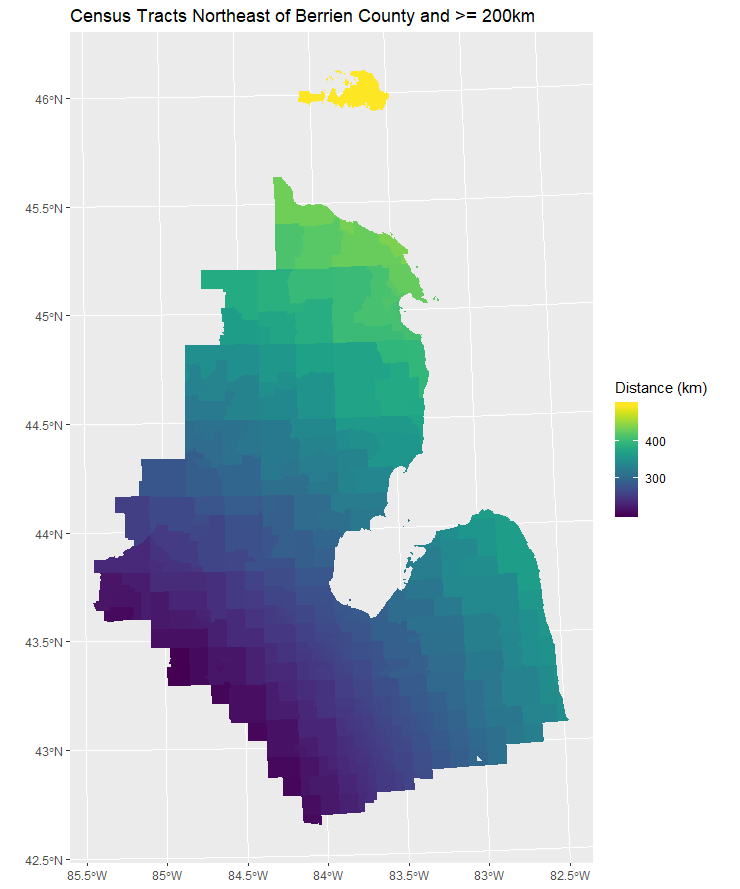 Census Tracts Northeast of Berrien County and >= 200km
46°N
45.5°N
45°N
44.5°N
44°N
43.5°N
43°N
42.5°N
85.5°W
85°W
84.5°W
84°W
83.5°W
83°W
82.5°W
Distance (km)
400
300